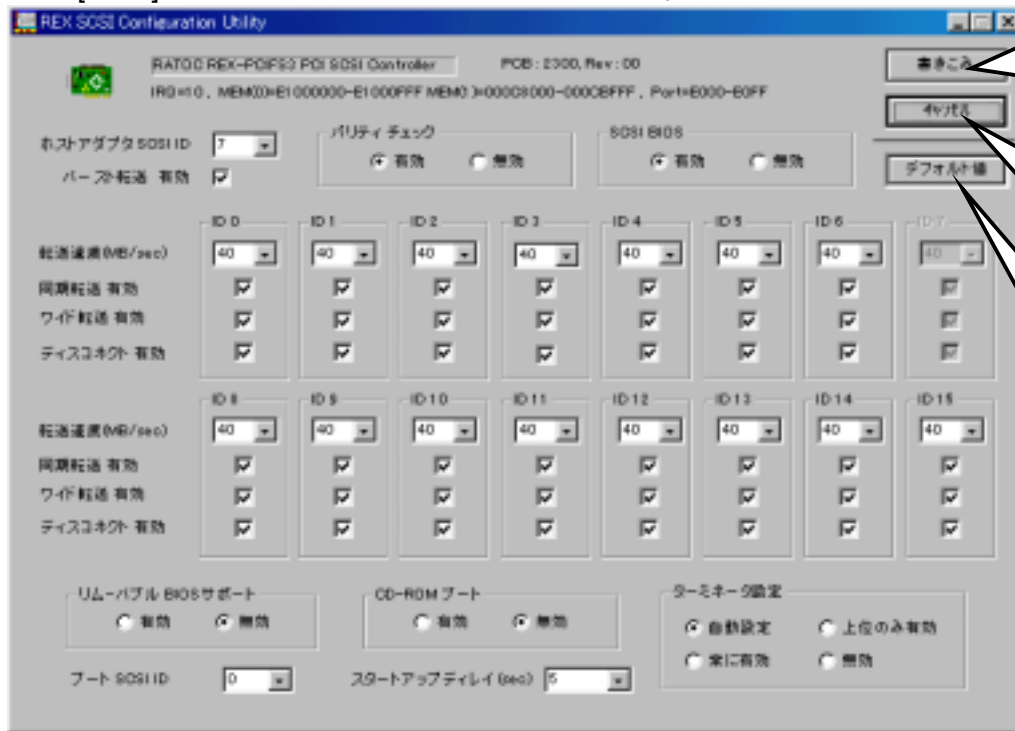 REX SCSI Configuration Utility
RATOC REX-PCIFS3 PCI SCSI Controller PCB : 2300, Rev : 00
IRQ=10 , MEM(I)=E1000000-E1000FFF MEM()=000C8000-000CBFFF , Port=E000-E0FF
書きこみ
キャンセル
デフォルト値
ホストアダプタ SCSI ID 7
バースト転送 有効
パリティ チェック
有効 無効
SCSI BIOS
有効 無効
ID 0 ID 1 ID 2 ID 3 ID 4 ID 5 ID 6 ID 7
転送速度(MB/sec) 40 40 40 40 40 40 40 40
同期転送 有効
ワイド転送 有効
ディスコネクト 有効
ID 8 ID 9 ID 10 ID 11 ID 12 ID 13 ID 14 ID 15
転送速度(MB/sec) 40 40 40 40 40 40 40 40
同期転送 有効
ワイド転送 有効
ディスコネクト 有効
リムーバブル BIOSサポート
有効 無効
CD-ROM ブート
有効 無効
ターミネータ設定
自動設定 上位のみ有効
常に有効 無効
ブート SCSI ID 0
スタートアップディレイ (sec) 5